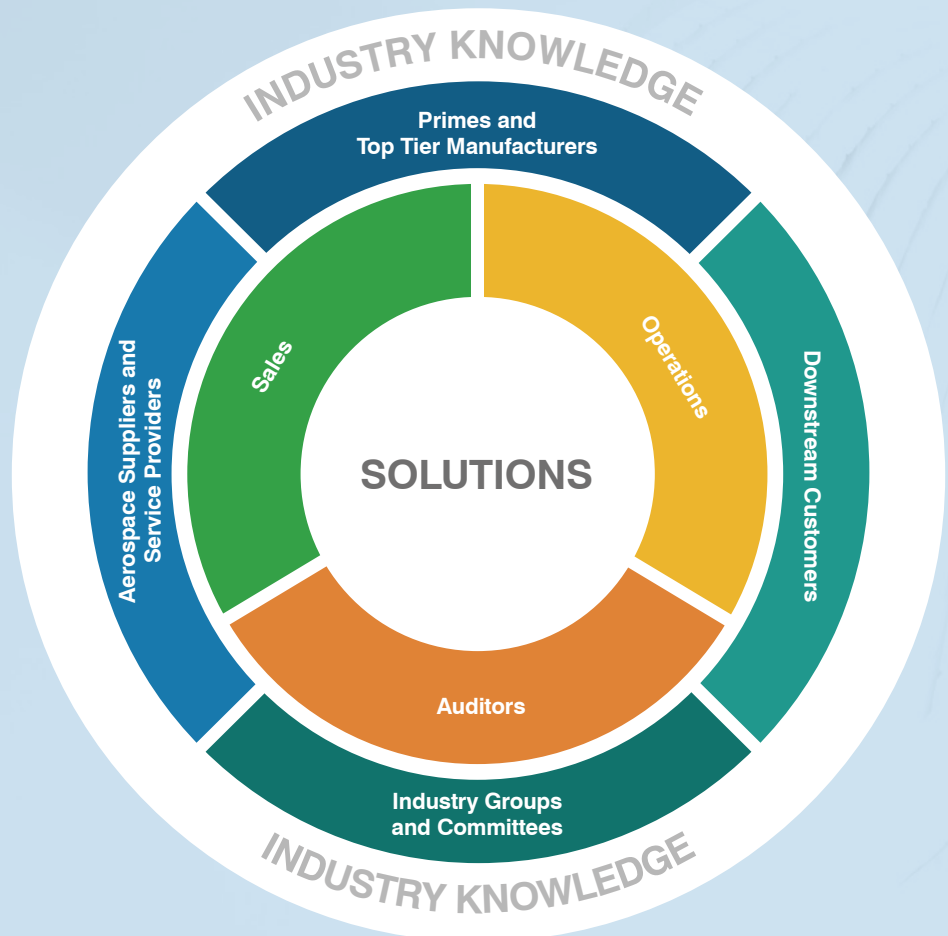 INDUSTRY KNOWLEDGE
Primes and
Top Tier Manufacturers
Sales
Operations
Aerospace Suppliers and
Service Providers
SOLUTIONS
Downstream Customers
Auditors
Industry Groups
and Committees
INDUSTRY KNOWLEDGE